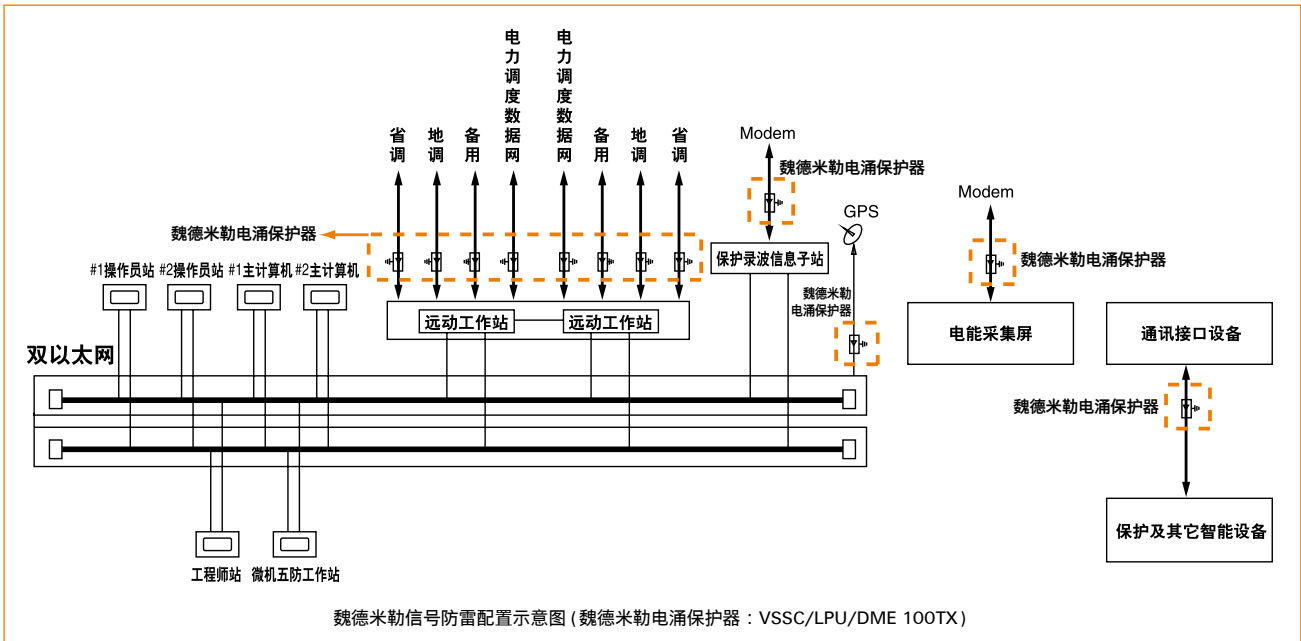 电力调度数据网
电力调度数据网
省调
地调
备用
备用
地调
省调
Modem
魏德米勒电涌保护器
Modem
GPS
魏德米勒电涌保护器
保护录波信息子站
魏德米勒电涌保护器
#1操作员站
#2操作员站
#1主计算机
#2主计算机
魏德米勒
电涌保护器
远动工作站
远动工作站
电能采集屏
通讯接口设备
双以太网
魏德米勒电涌保护器
保护及其它智能设备
工程师站
微机五防工作站
魏德米勒信号防雷配置示意图(魏德米勒电涌保护器：VSSC/LPU/DME 100TX)